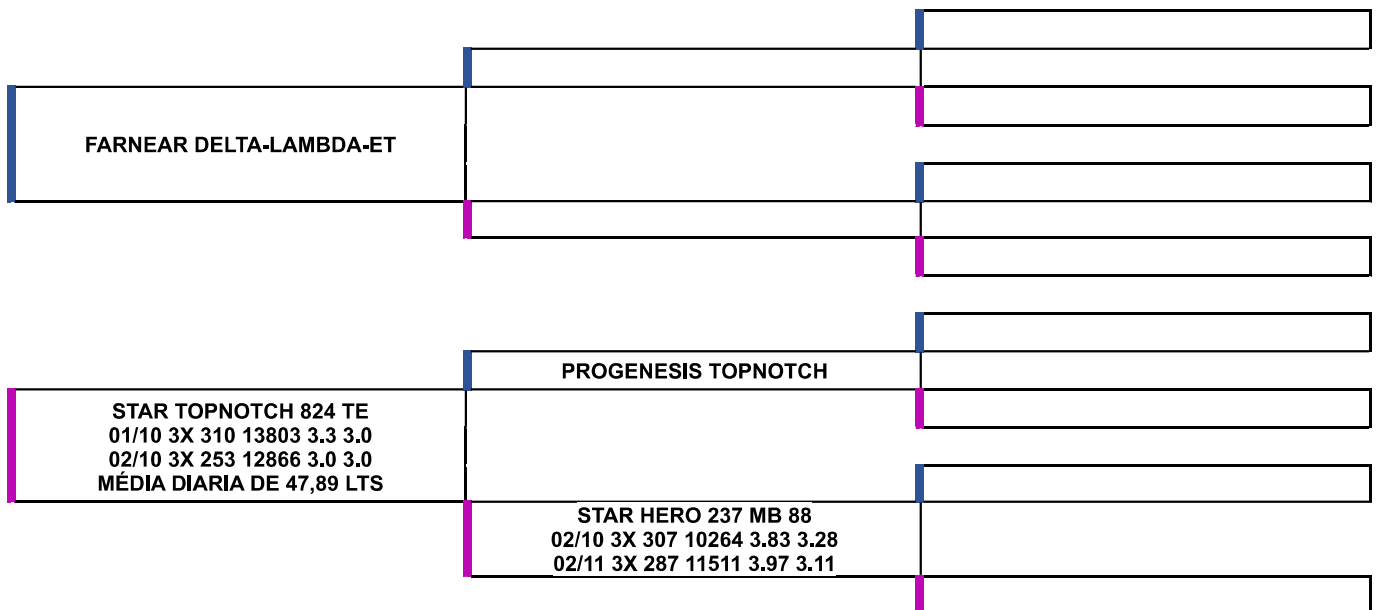 FARNEAR DELTA-LAMBDA-ET
PROGENESIS TOPNOTCH
STAR TOPNOTCH 824 TE
01/10 3X 310 13803 3.3 3.0
02/10 3X 253 12866 3.0 3.0
MÉDIA DIARIA DE 47,89 LTS
STAR HERO 237 MB 88
02/10 3X 307 10264 3.83 3.28
02/11 3X 287 11511 3.97 3.11